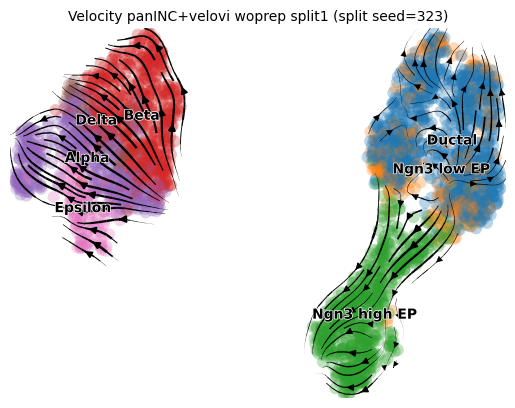 Velocity panINC+velovi woprep split1 (split seed=323)
Delta
Beta
Alpha
Epsilon
Ductal
Ngn3 low EP
Ngn3 high EP